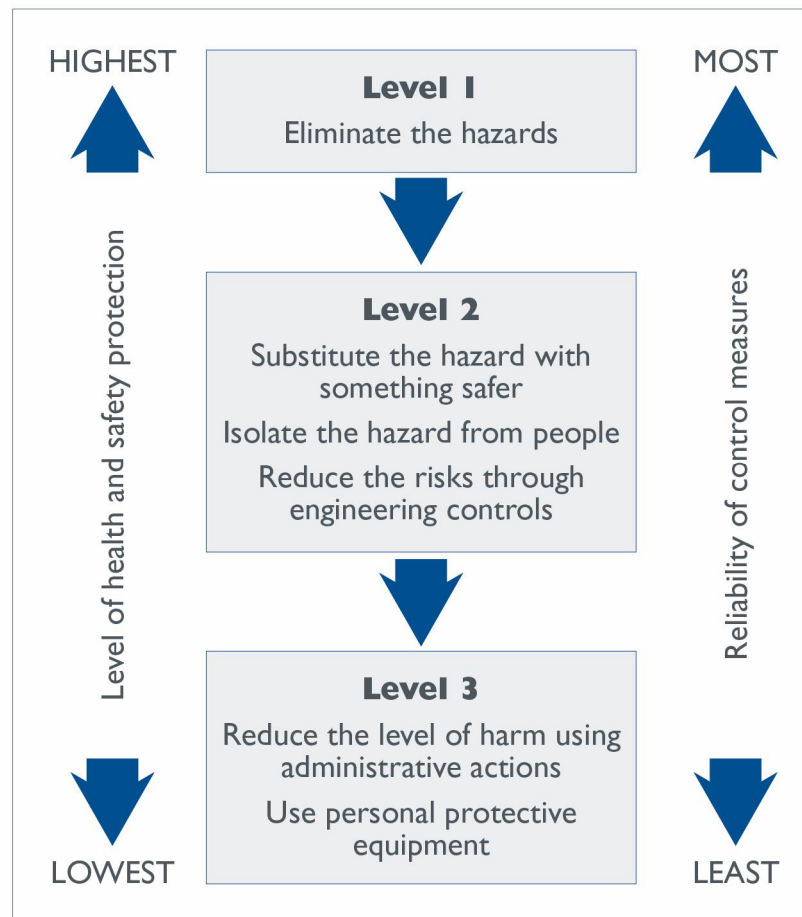 HIGHEST
MOST
Level 1
Eliminate the hazards
Level of health and safety protection
Reliability of control measures
Level 2
Substitute the hazard with
something safer
Isolate the hazard from people
Reduce the risks through
engineering controls
Level 3
Reduce the level of harm using
administrative actions
Use personal protective
equipment
LOWEST
LEAST